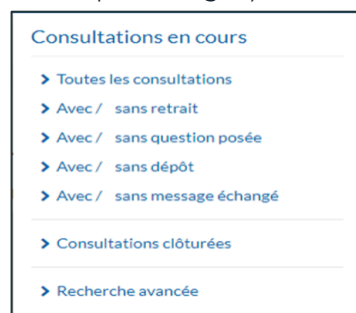 Consultations en cours
> Toutes les consultations
> Avec / sans retrait
> Avec / sans question posée
> Avec / sans dépôt
> Avec / sans message échangé
> Consultations clôturées
> Recherche avancée